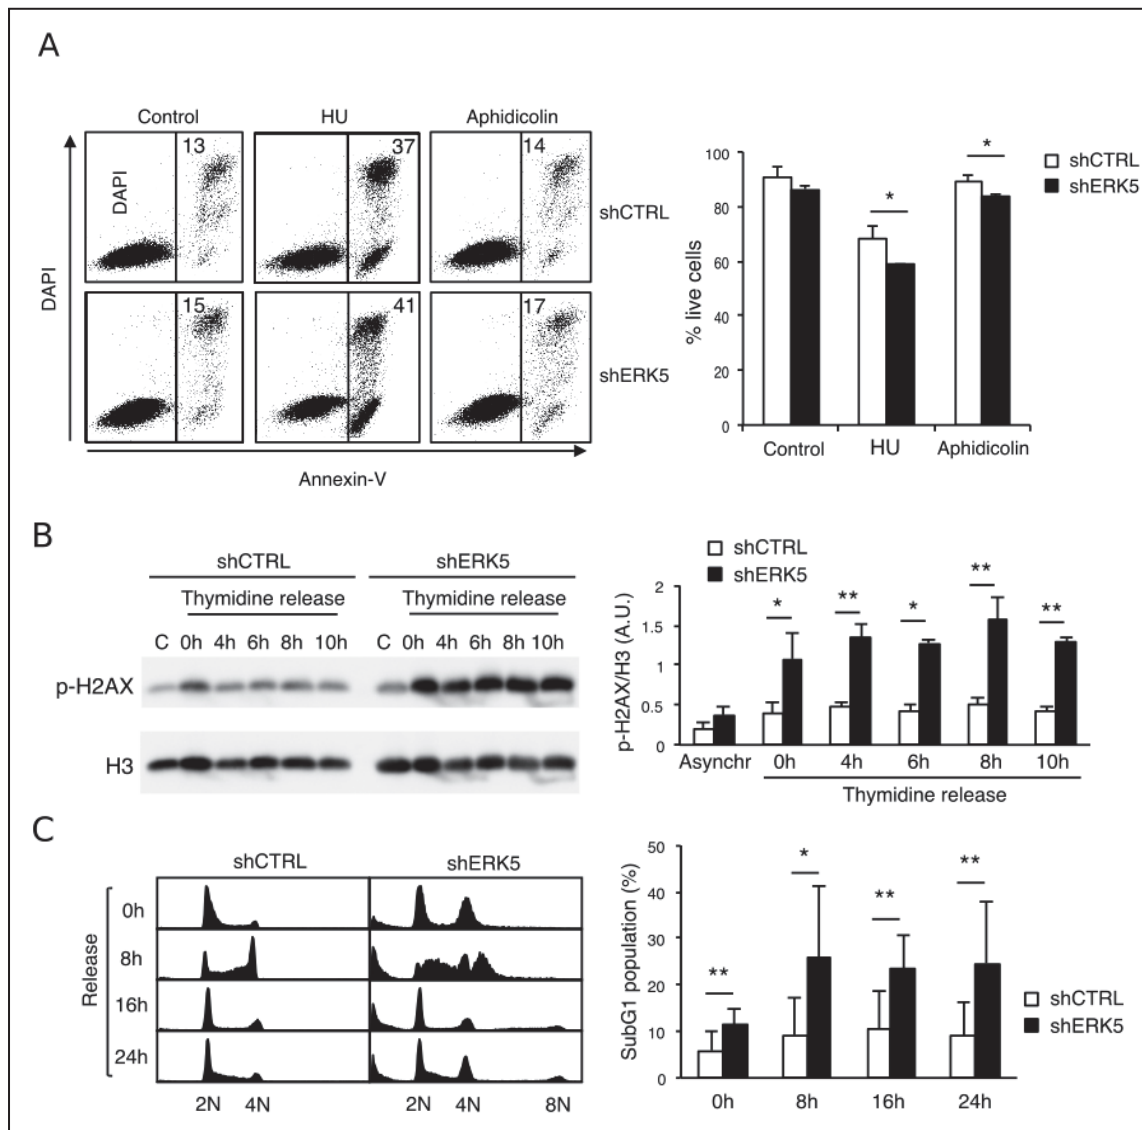 A
Control HU Aphidicolin
13 37 14
DAPI
shCTRL
DAPI
15 41 17
shERK5
Annexin-V
100
80
60
40
20
0
% live cells
*
*
shCTRL
shERK5
Control HU Aphidicolin
B
shCTRL shERK5
Thymidine release Thymidine release
C 0h 4h 6h 8h 10h C 0h 4h 6h 8h 10h
p-H2AX
H3
shCTRL
shERK5
p-H2AX/H3 (A.U.)
2
1.5
1
0.5
0
* ** * ** **
Asynchr 0h 4h 6h 8h 10h
Thymidine release
C
shCTRL shERK5
Release
0h
8h
16h
24h
2N 4N 2N 4N 8N
SubG1 population (%)
50
40
30
20
10
0
** * ** **
shCTRL
shERK5
0h 8h 16h 24h